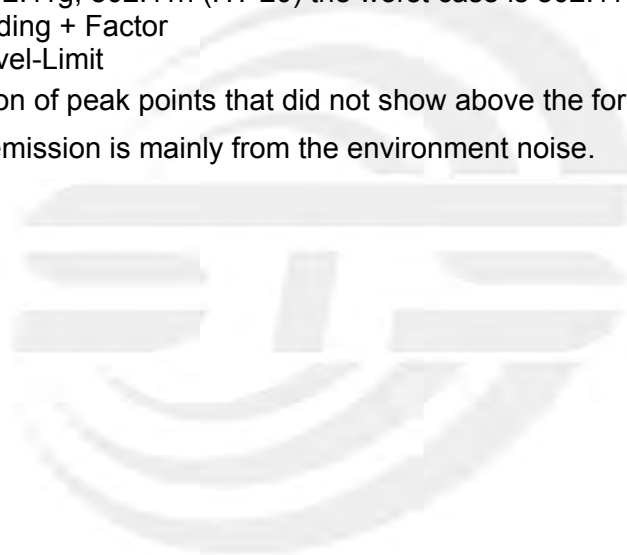 ding + Factor
vel-Limit
on of peak points that did not show above the for
emission is mainly from the environment noise.